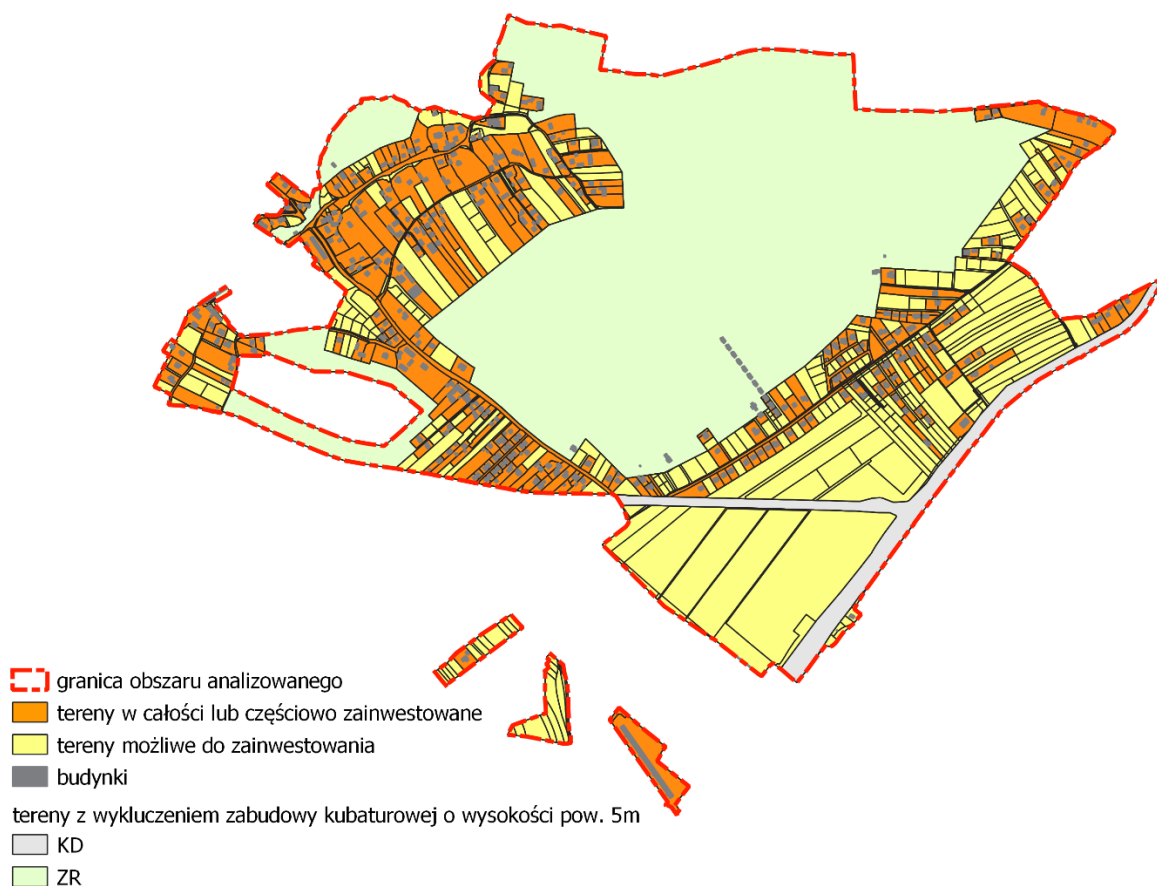 granica obszaru analizowanego
tereny w całości lub częściowo zainwestowane
tereny możliwe do zainwestowania
budynki
tereny z wykluczeniem zabudowy kubaturowej o wysokości pow. 5m
KD
ZR